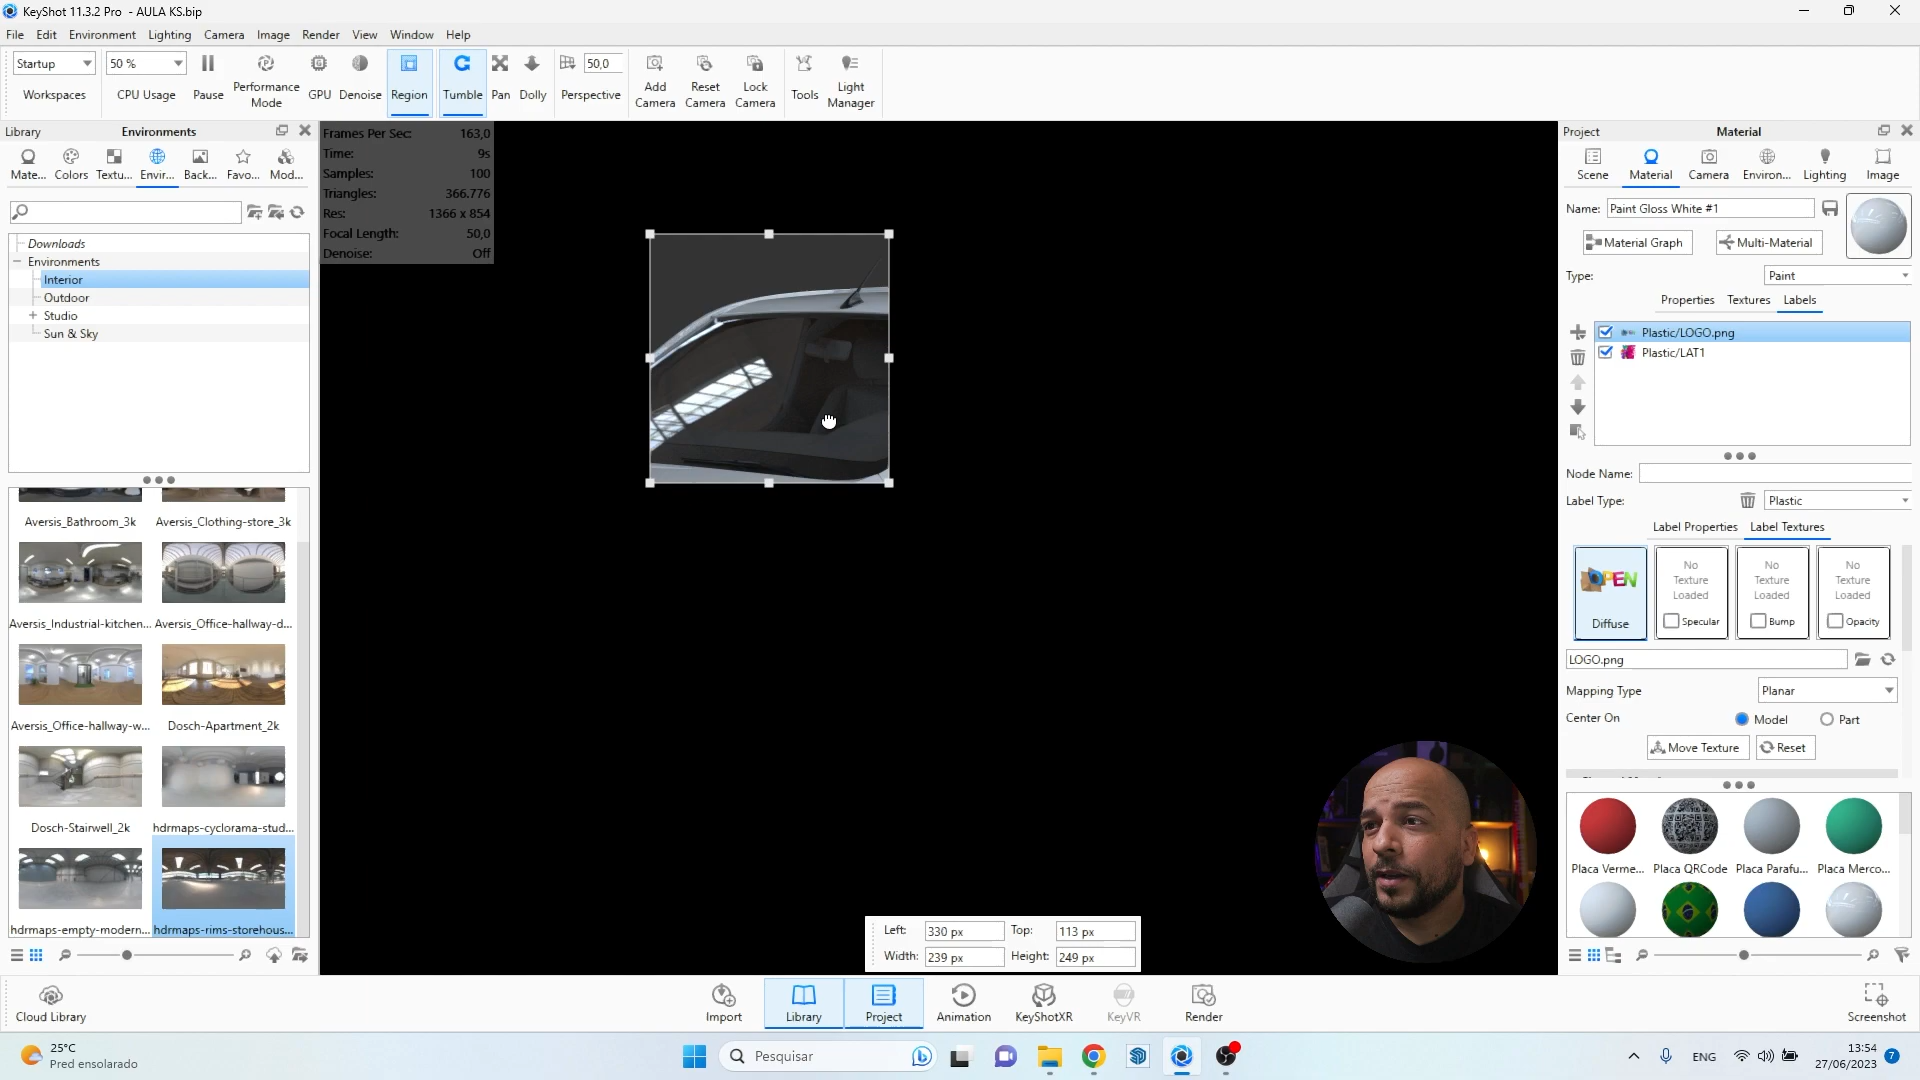 KeyShot 11.3.2 Pro - AULA KS.bip
File Edit Environment Lighting Camera Image Render View Window Help
Startup 50 % 50,0
Workspaces CPU Usage Pause Performance Mode GPU Denoise Region Tumble Pan Dolly Perspective Add Camera Reset Camera Lock Camera Tools Light Manager
Library Environments
Mate... Colors Textu... Envir... Back... Favo... Mod...
Downloads
Environments
Interior
Outdoor
Studio
Sun & Sky
Aversis_Bathroom_3k Aversis_Clothing-store_3k
Aversis_Industrial-kitchen... Aversis_Office-hallway-d...
Aversis_Office-hallway-w... Dosch-Apartment_2k
Dosch-Stairwell_2k hdrmaps-cyclorama-stud...
hdrmaps-empty-modern... hdrmaps-rims-storehous...
Frames Per Sec: 163,0
Time: 9s
Samples: 100
Triangles: 366.776
Res: 1366 x 854
Focal Length: 50,0
Denoise: Off
Left: 330 px Top: 113 px
Width: 239 px Height: 249 px
Project Material
Scene Material Camera Environ... Lighting Image
Name: Paint Gloss White #1
Material Graph Multi-Material
Type: Paint
Properties Textures Labels
Plastic/LOGO.png
Plastic/LAT1
Node Name:
Label Type: Plastic
Label Properties Label Textures
OPEN
Diffuse
No Texture Loaded Specular
No Texture Loaded Bump
No Texture Loaded Opacity
LOGO.png
Mapping Type Planar
Center On Model Part
Move Texture Reset
Placa Verme... Placa QRCode Placa Parafu... Placa Merco...
Cloud Library Import Library Project Animation KeyShotXR KeyVR Render Screenshot
25°C
Pred ensolarado
Pesquisar
ENG
13:54
27/06/2023
7